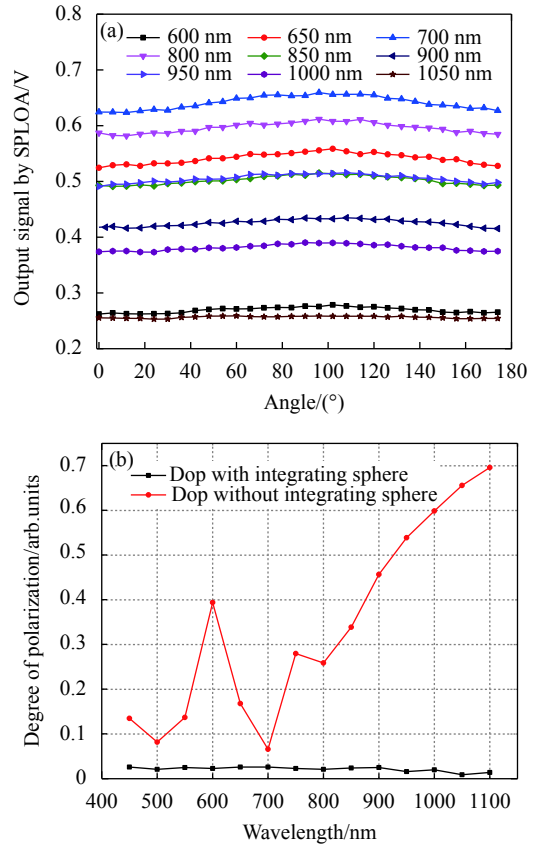 (a)
600 nm 650 nm 700 nm
800 nm 850 nm 900 nm
950 nm 1000 nm 1050 nm
Output signal by SPLOA/V
0.8
0.7
0.6
0.5
0.4
0.3
0.2
0 20 40 60 80 100 120 140 160 180
Angle/(°)
(b)
Dop with integrating sphere
Dop without integrating sphere
Degree of polarization/arb.units
0.7
0.6
0.5
0.4
0.3
0.2
0.1
0
400 500 600 700 800 900 1000 1100
Wavelength/nm